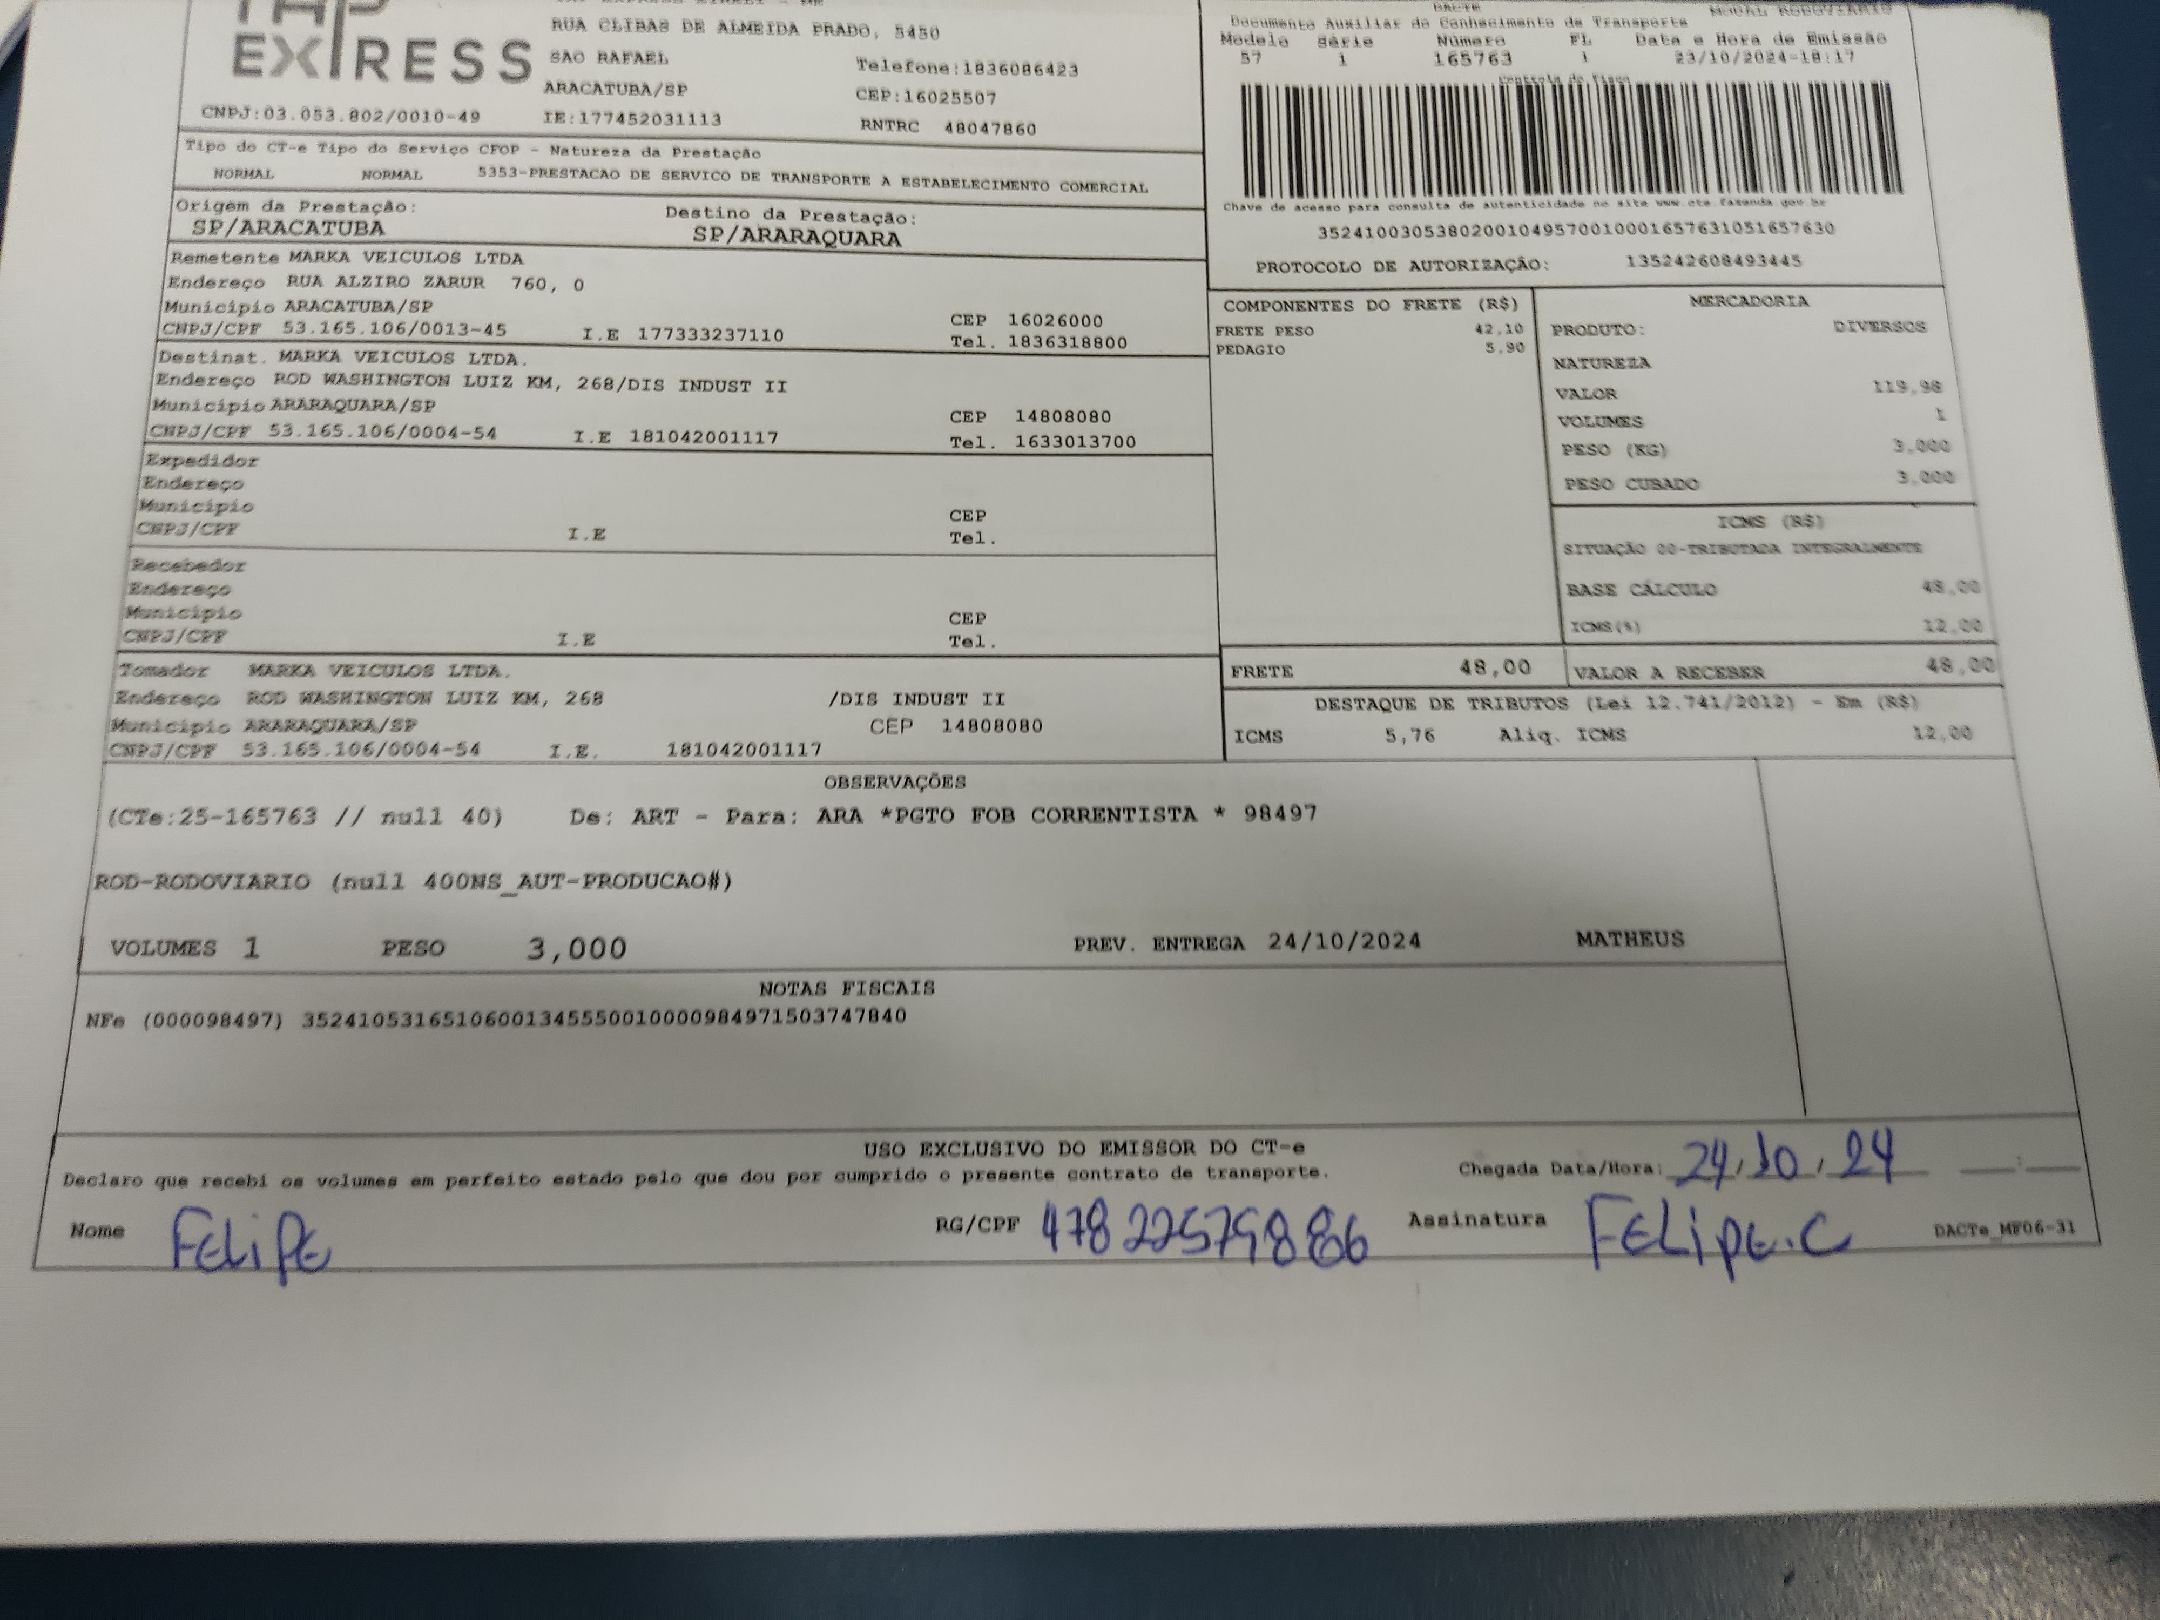 EXPRESS
RUA CLIBAS DE ALMEIDA PRADO, 5450
SAO RAFAEL
Telefone:1836086423
ARACATUBA/SP
CEP:16025507
CNPJ:03.053.802/0010-49
IE:177452031113
RNTRC 48047860
DACTE
MODAL RODOVIÁRIO
Documento Auxiliar do Conhecimento de Transporte
Modelo Série Número FL Data e Hora de Emissão
57 1 165763 1 23/10/2024-18:17
Controle do Fisco
Chave de acesso para consulta de autenticidade no site www.cte.fazenda.gov.br
35241003053802001049570010001657631051657630
PROTOCOLO DE AUTORIZAÇÃO: 135242608493445
Tipo do CT-e Tipo do Serviço CFOP - Natureza da Prestação
NORMAL NORMAL 5353-PRESTACAO DE SERVICO DE TRANSPORTE A ESTABELECIMENTO COMERCIAL
Origem da Prestação: Destino da Prestação:
SP/ARACATUBA SP/ARARAQUARA
Remetente MARKA VEICULOS LTDA
Endereço RUA ALZIRO ZARUR 760, 0
Município ARACATUBA/SP CEP 16026000
CNPJ/CPF 53.165.106/0013-45 I.E 177333237110 Tel. 1836318800
Destinat. MARKA VEICULOS LTDA.
Endereço ROD WASHINGTON LUIZ KM, 268/DIS INDUST II
Município ARARAQUARA/SP CEP 14808080
CNPJ/CPF 53.165.106/0004-54 I.E 181042001117 Tel. 1633013700
Expedidor
Endereço
Município CEP
CNPJ/CPF I.E Tel.
Recebedor
Endereço
Município CEP
CNPJ/CPF I.E Tel.
Tomador MARKA VEICULOS LTDA.
Endereço ROD WASHINGTON LUIZ KM, 268 /DIS INDUST II
Município ARARAQUARA/SP CEP 14808080
CNPJ/CPF 53.165.106/0004-54 I.E. 181042001117
COMPONENTES DO FRETE (R$)
FRETE PESO 42,10
PEDAGIO 5,90
MERCADORIA
PRODUTO: DIVERSOS
NATUREZA
VALOR 119,98
VOLUMES 1
PESO (KG) 3,000
PESO CUBADO 3,000
ICMS (R$)
SITUAÇÃO 00-TRIBUTADA INTEGRALMENTE
BASE CÁLCULO 48,00
ICMS(%) 12,00
FRETE 48,00 VALOR A RECEBER 48,00
DESTAQUE DE TRIBUTOS (Lei 12.741/2012) - Em (R$)
ICMS 5,76 Aliq. ICMS 12,00
OBSERVAÇÕES
(CTe:25-165763 // null 40) De: ART - Para: ARA *PGTO FOB CORRENTISTA * 98497
ROD-RODOVIARIO (null 400NS_AUT-PRODUCAO#)
VOLUMES 1 PESO 3,000 PREV. ENTREGA 24/10/2024 MATHEUS
NOTAS FISCAIS
NFe (000098497) 35241053165106001345550010000984971503747840
USO EXCLUSIVO DO EMISSOR DO CT-e
Declaro que recebi os volumes em perfeito estado pelo que dou por cumprido o presente contrato de transporte.
Chegada Data/Hora: 24/10/24 :
Nome FELIPE RG/CPF 47822579886 Assinatura FELIPE.C DACTe_MF06-31